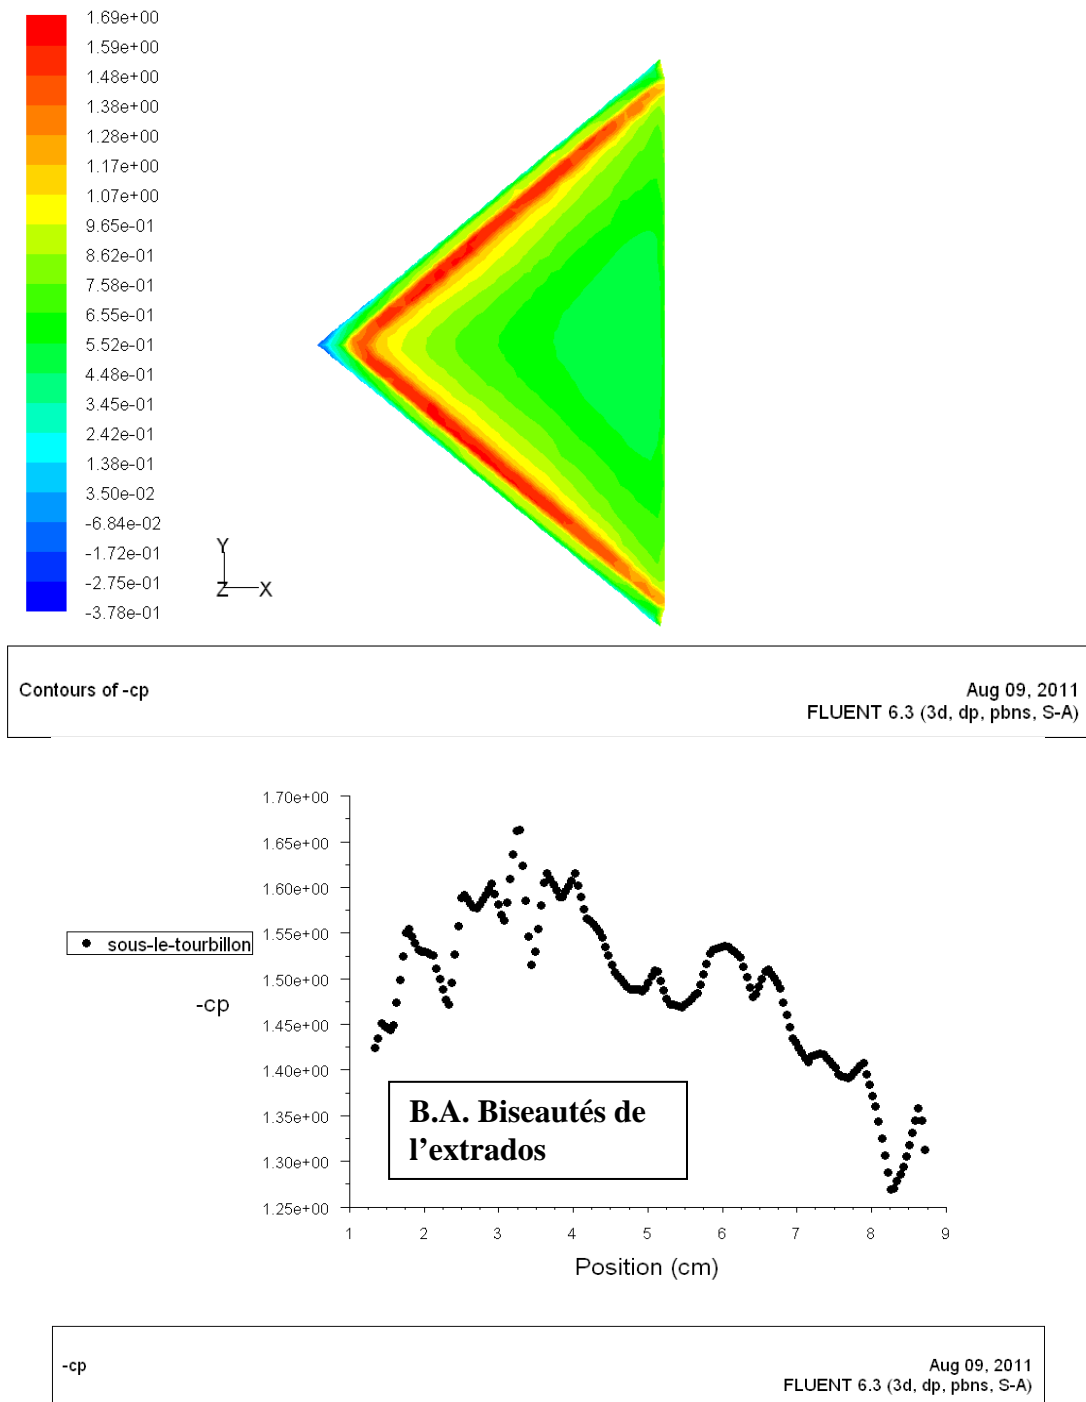 1.69e+00
1.59e+00
1.48e+00
1.38e+00
1.28e+00
1.17e+00
1.07e+00
9.65e-01
8.62e-01
7.58e-01
6.55e-01
5.52e-01
4.48e-01
3.45e-01
2.42e-01
1.38e-01
3.50e-02
-6.84e-02
-1.72e-01
-2.75e-01
-3.78e-01
Y
Z X
Contours of -cp
Aug 09, 2011
FLUENT 6.3 (3d, dp, pbns, S-A)
1.70e+00
1.65e+00
1.60e+00
1.55e+00
1.50e+00
1.45e+00
1.40e+00
1.35e+00
1.30e+00
1.25e+00
sous-le-tourbillon
-cp
B.A. Biseautés de
l’extrados
1 2 3 4 5 6 7 8 9
Position (cm)
-cp
Aug 09, 2011
FLUENT 6.3 (3d, dp, pbns, S-A)